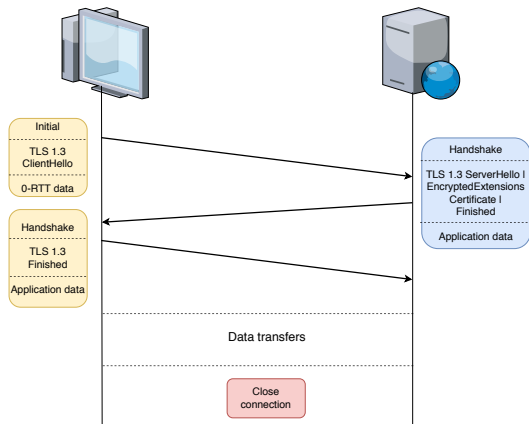 Initial
TLS 1.3
ClientHello
0-RTT data
Handshake
TLS 1.3 ServerHello |
EncryptedExtensions
Certificate |
Finished
Application data
Handshake
TLS 1.3
Finished
Application data
Data transfers
Close
connection